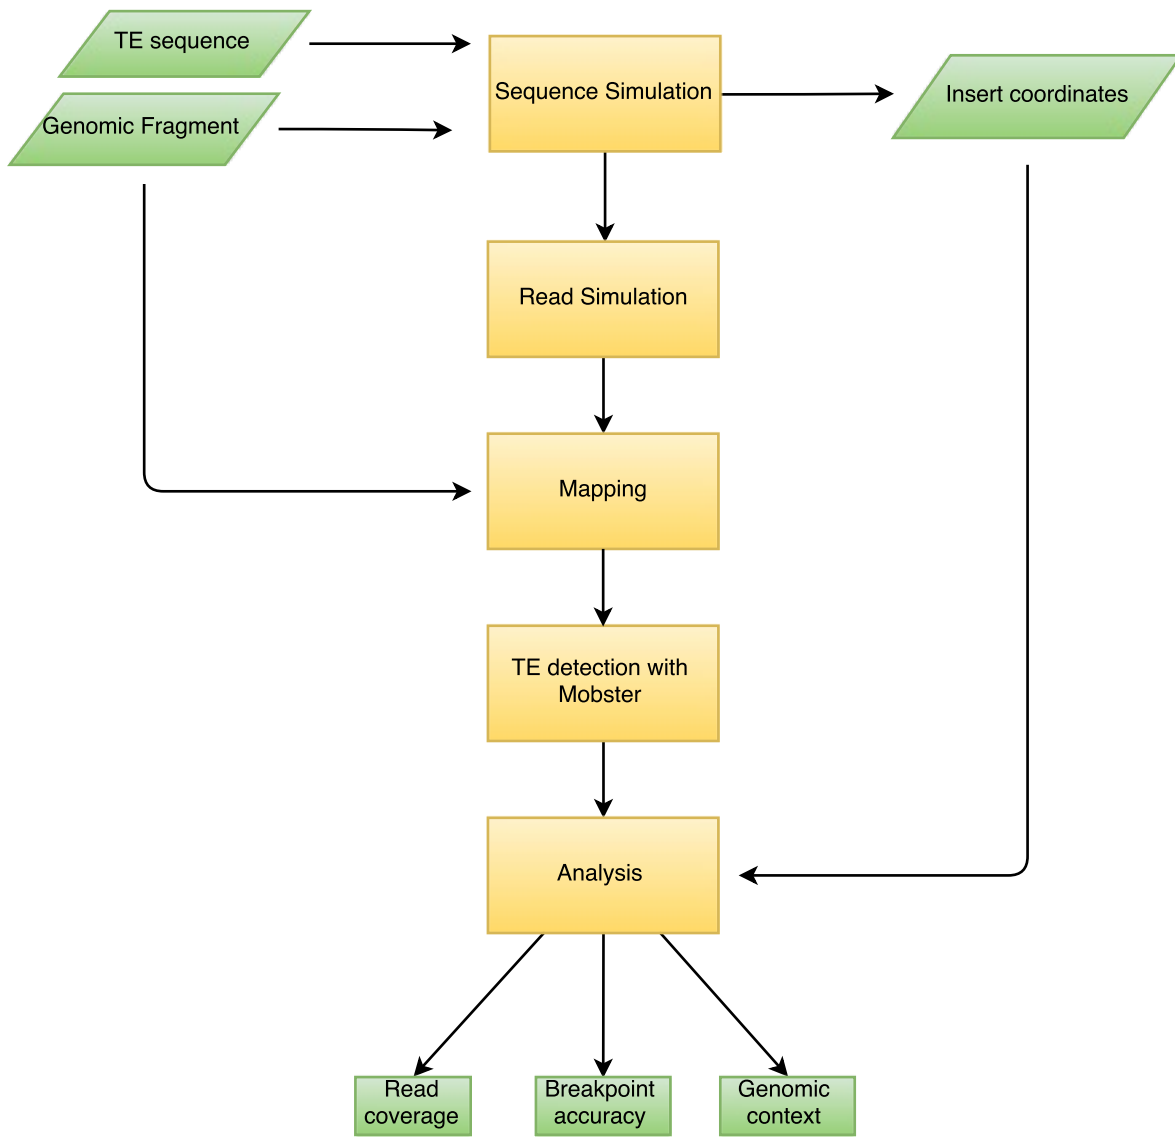 TE sequence
Genomic Fragment
Sequence Simulation
Insert coordinates
Read Simulation
Mapping
TE detection with
Mobster
Analysis
Read
coverage
Breakpoint
accuracy
Genomic
context